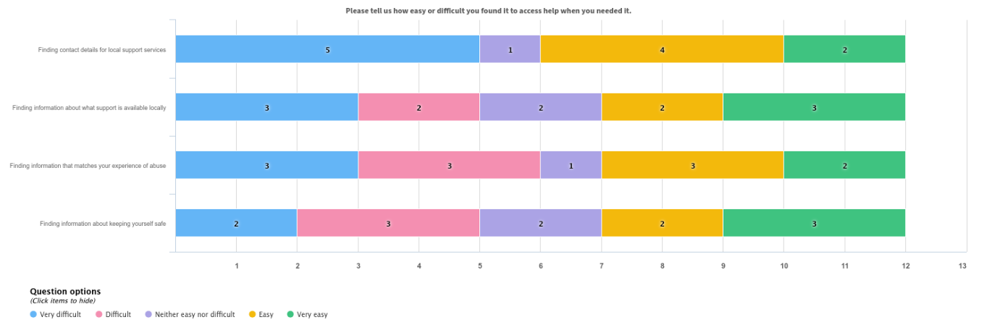 Please tell us how easy or difficult you found it to access help when you needed it.
Finding contact details for local support services
5 1 4 2
Finding information about what support is available locally
3 2 2 2 3
Finding information that matches your experience of abuse
3 3 1 3 2
Finding information about keeping yourself safe
2 3 2 2 3
1 2 3 4 5 6 7 8 9 10 11 12 13
Question options
(Click items to hide)
Very difficult Difficult Neither easy nor difficult Easy Very easy